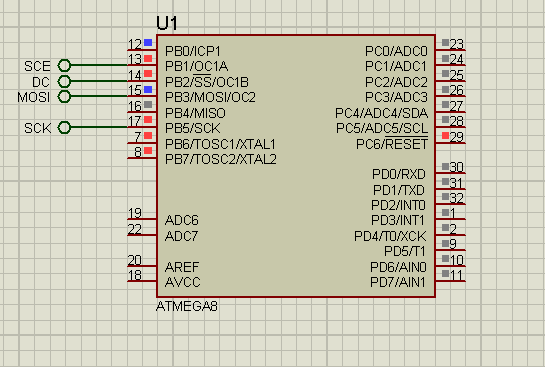 U1
12 PB0/ICP1 PC0/ADC0 23
SCE 13 PB1/OC1A PC1/ADC1 24
DC 14 PB2/SS/OC1B PC2/ADC2 25
MOSI 15 PB3/MOSI/OC2 PC3/ADC3 26
16 PB4/MISO PC4/ADC4/SDA 27
SCK 17 PB5/SCK PC5/ADC5/SCL 28
7 PB6/TOSC1/XTAL1 PC6/RESET 29
8 PB7/TOSC2/XTAL2
PD0/RXD 30
PD1/TXD 31
PD2/INT0 32
19 ADC6 PD3/INT1 1
22 ADC7 PD4/T0/XCK 2
PD5/T1 9
20 AREF PD6/AIN0 10
18 AVCC PD7/AIN1 11
ATMEGA8